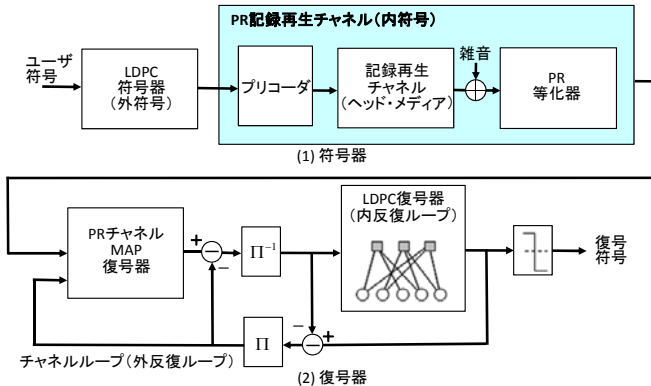 PR記録再生チャネル(内符号)
ユーザ
符号
LDPC
符号器
(外符号)
プリコーダ
記録再生
チャネル
(ヘッド・メディア)
雑音
PR
等化器
(1) 符号器
PRチャネル
MAP
復号器
+
−
−
Π⁻¹
LDPC復号器
(内反復ループ)
復号
符号
−
+
−
Π
チャネルループ(外反復ループ)
(2) 復号器